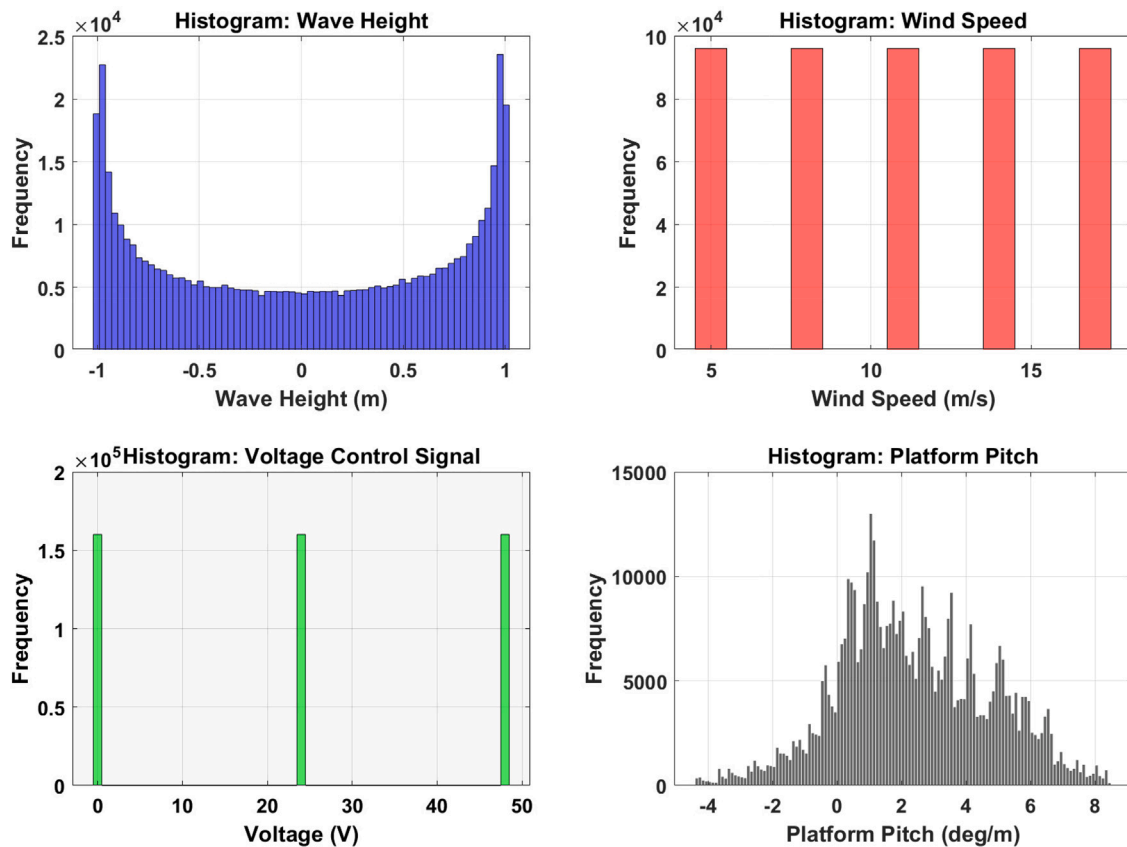 Histogram: Wave Height
×10⁴
2.5
2
1.5
1
0.5
0
Frequency
-1 -0.5 0 0.5 1
Wave Height (m)
Histogram: Wind Speed
×10⁴
10
8
6
4
2
0
Frequency
5 10 15
Wind Speed (m/s)
Histogram: Voltage Control Signal
×10⁵
2
1.5
1
0.5
0
Frequency
0 10 20 30 40 50
Voltage (V)
Histogram: Platform Pitch
15000
10000
5000
0
Frequency
-4 -2 0 2 4 6 8
Platform Pitch (deg/m)